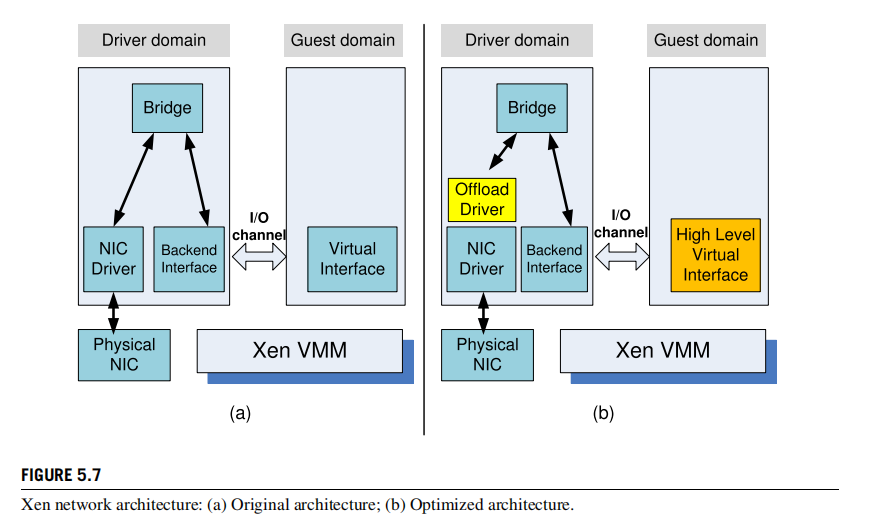 Driver domain
Guest domain
Bridge
NIC
Driver
Backend
Interface
I/O
channel
Virtual
Interface
Physical
NIC
Xen VMM
(a)
Driver domain
Guest domain
Bridge
Offload
Driver
NIC
Driver
Backend
Interface
I/O
channel
High Level
Virtual
Interface
Physical
NIC
Xen VMM
(b)
FIGURE 5.7
Xen network architecture: (a) Original architecture; (b) Optimized architecture.